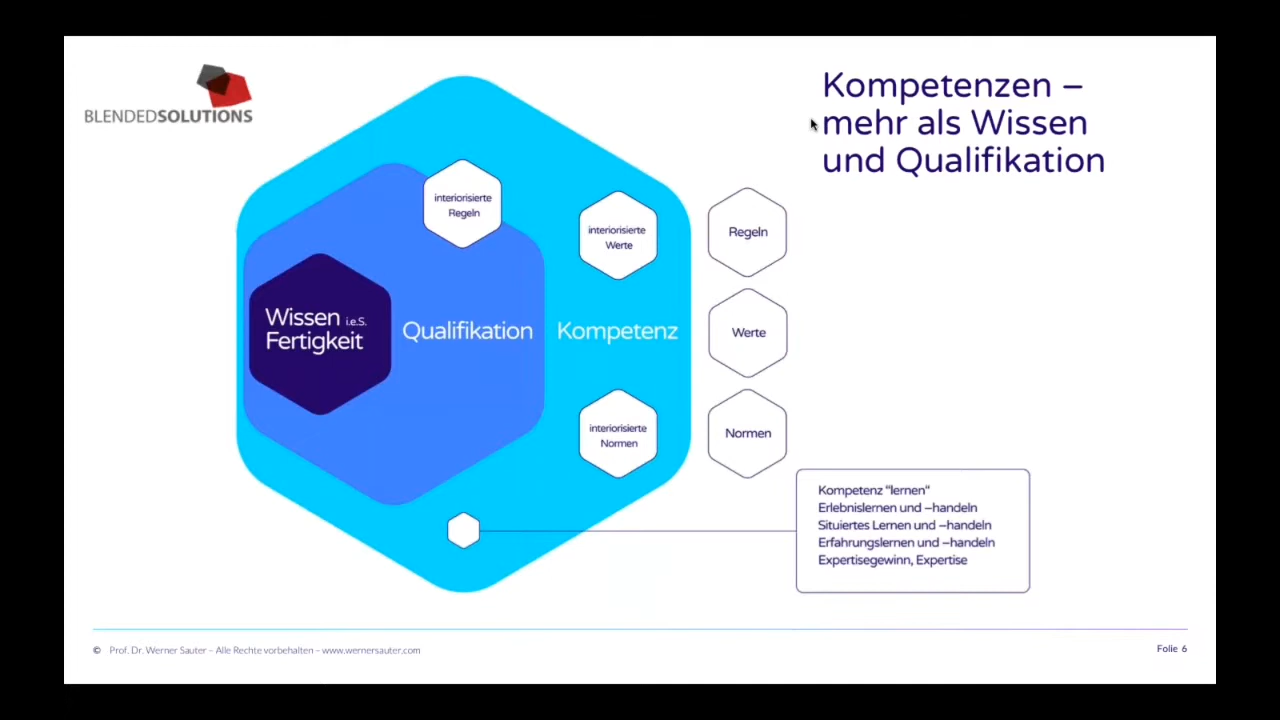 BLENDEDSOLUTIONS
Kompetenzen –
mehr als Wissen
und Qualifikation
interiorisierte
Regeln
interiorisierte
Werte
Regeln
Wissen i.e.S.
Fertigkeit
Qualifikation
Kompetenz
Werte
interiorisierte
Normen
Normen
Kompetenz "lernen"
Erlebnislernen und –handeln
Situiertes Lernen und –handeln
Erfahrungslernen und –handeln
Expertisegewinn, Expertise
© Prof. Dr. Werner Sauter – Alle Rechte vorbehalten – www.wernersauter.com
Folie 6